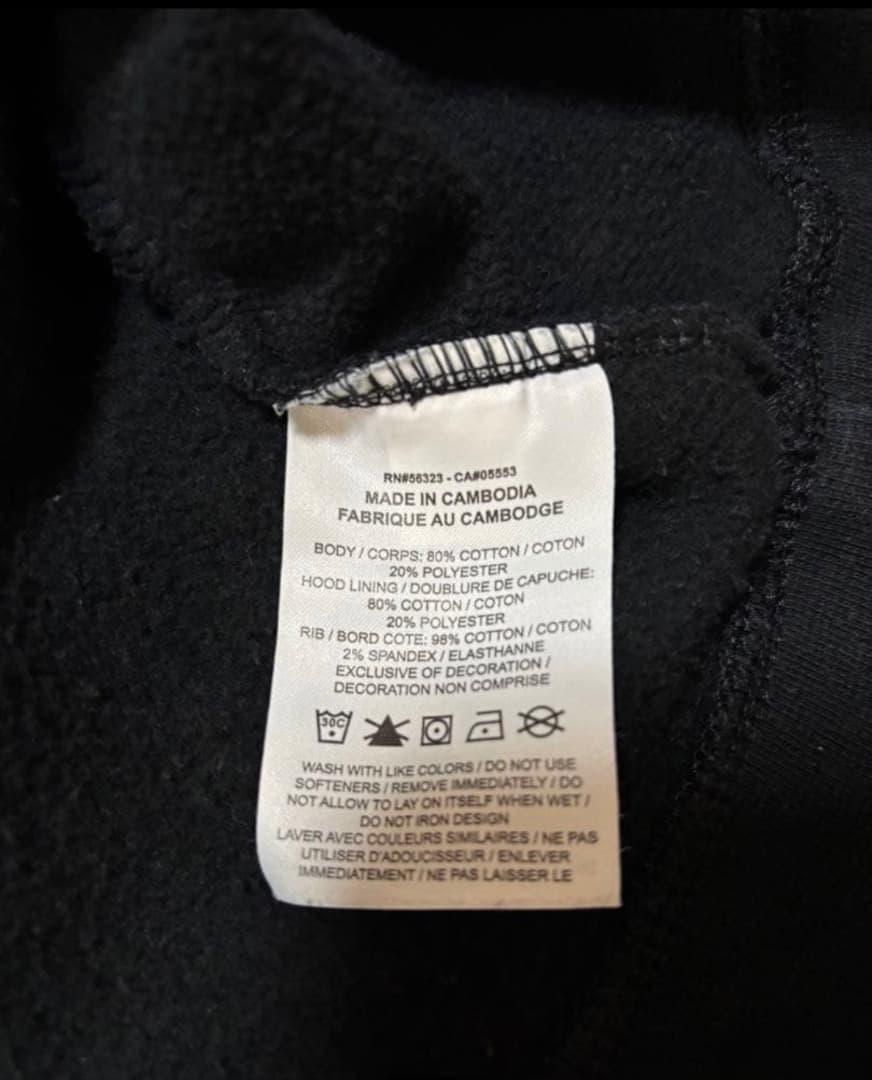 RN#56323 - CA#05553
MADE IN CAMBODIA
FABRIQUE AU CAMBODGE
BODY / CORPS: 80% COTTON / COTON
20% POLYESTER
HOOD LINING / DOUBLURE DE CAPUCHE:
80% COTTON / COTON
20% POLYESTER
RIB / BORD COTE: 98% COTTON / COTON
2% SPANDEX / ELASTHANNE
EXCLUSIVE OF DECORATION /
DECORATION NON COMPRISE
30C
WASH WITH LIKE COLORS / DO NOT USE
SOFTENERS / REMOVE IMMEDIATELY / DO
NOT ALLOW TO LAY ON ITSELF WHEN WET /
DO NOT IRON DESIGN
LAVER AVEC COULEURS SIMILAIRES / NE PAS
UTILISER D'ADOUCISSEUR / ENLEVER
IMMEDIATEMENT / NE PAS LAISSER LE